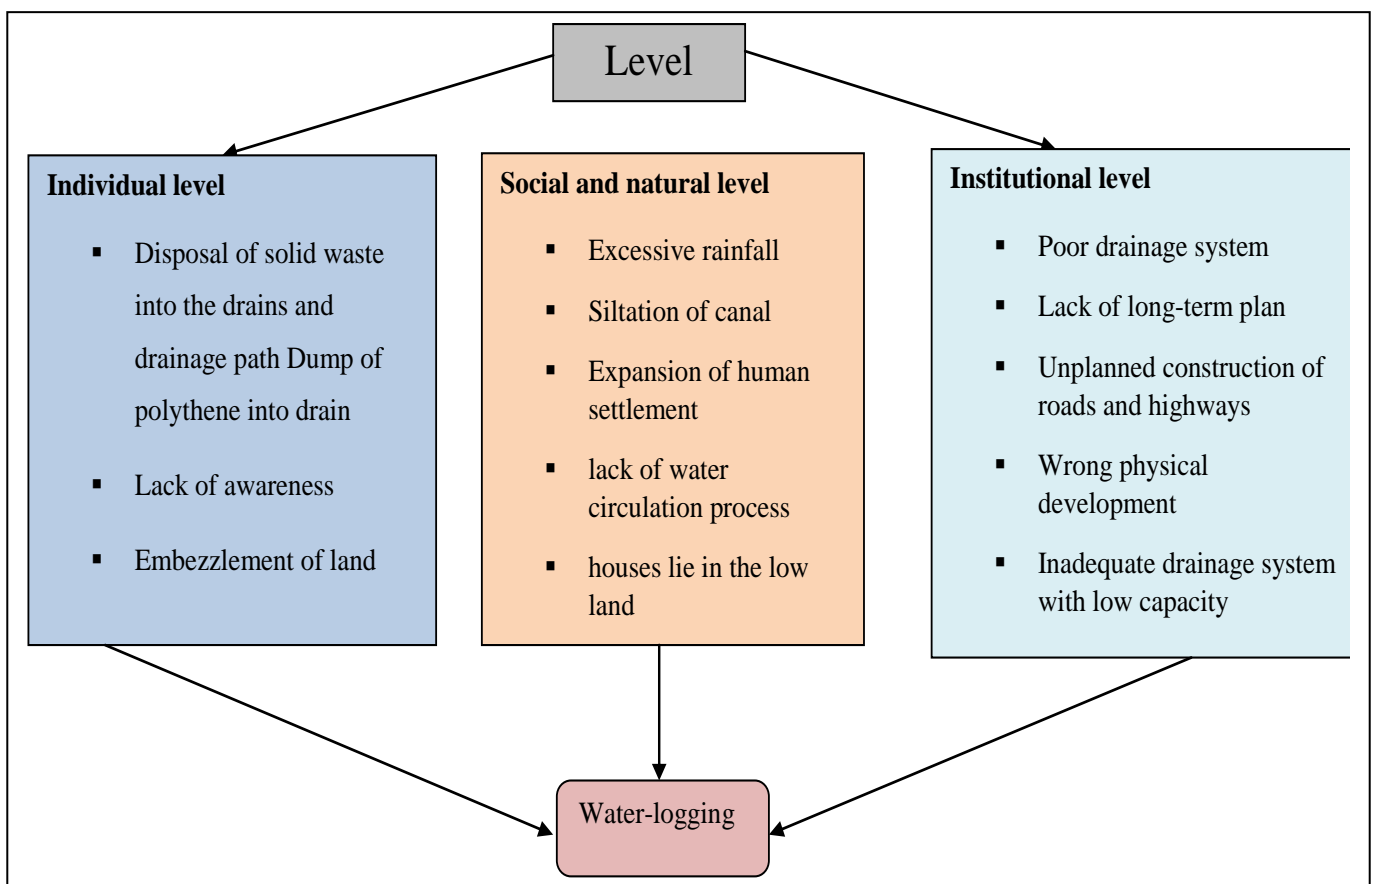 Level
Individual level
▪ Disposal of solid waste
into the drains and
drainage path Dump of
polythene into drain
▪ Lack of awareness
▪ Embezzlement of land
Social and natural level
▪ Excessive rainfall
▪ Siltation of canal
▪ Expansion of human
settlement
▪ lack of water
circulation process
▪ houses lie in the low
land
Institutional level
▪ Poor drainage system
▪ Lack of long-term plan
▪ Unplanned construction of
roads and highways
▪ Wrong physical
development
▪ Inadequate drainage system
with low capacity
Water-logging